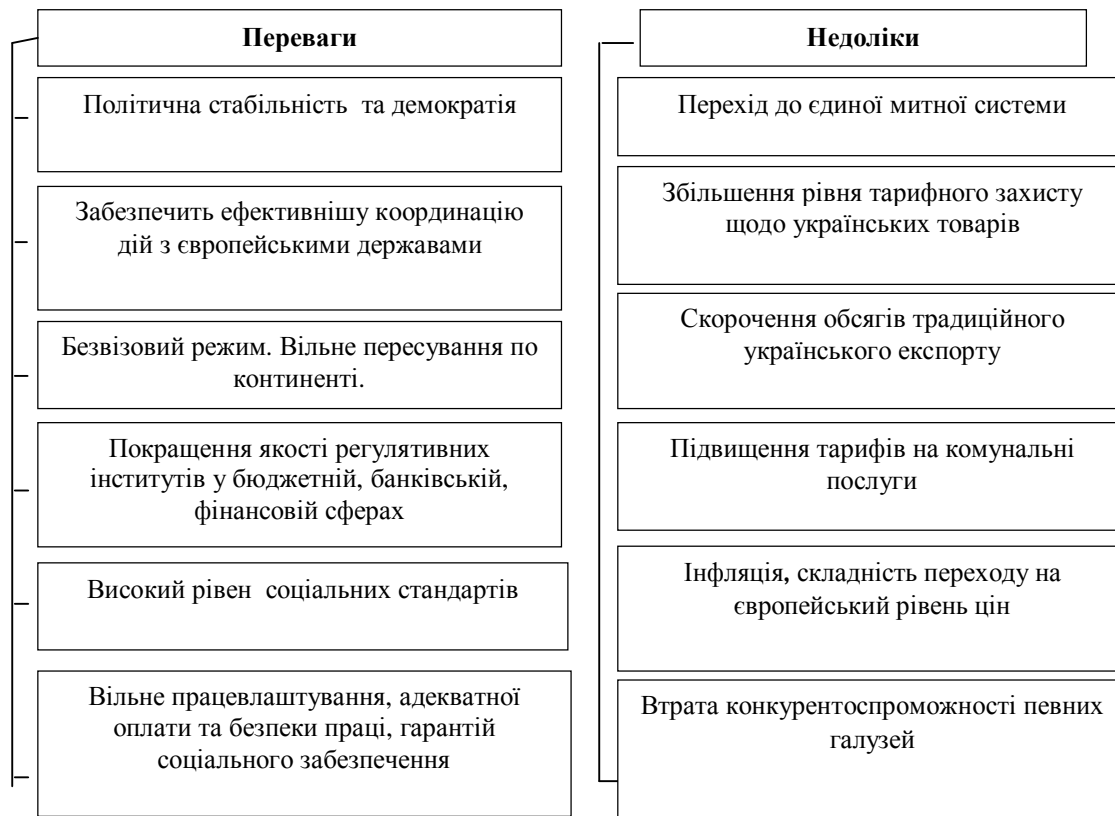 Переваги
Політична стабільність та демократія
Забезпечить ефективнішу координацію
дій з європейськими державами
Безвізовий режим. Вільне пересування по
континенті.
Покращення якості регулятивних
інститутів у бюджетній, банківській,
фінансовій сферах
Високий рівен соціальних стандартів
Вільне працевлаштування, адекватної
оплати та безпеки праці, гарантій
соціального забезпечення
Недоліки
Перехід до єдиної митної системи
Збільшення рівня тарифного захисту
щодо українських товарів
Скорочення обсягів традиційного
українського експорту
Підвищення тарифів на комунальні
послуги
Інфляція, складність переходу на
європейський рівень цін
Втрата конкурентоспроможності певних
галузей